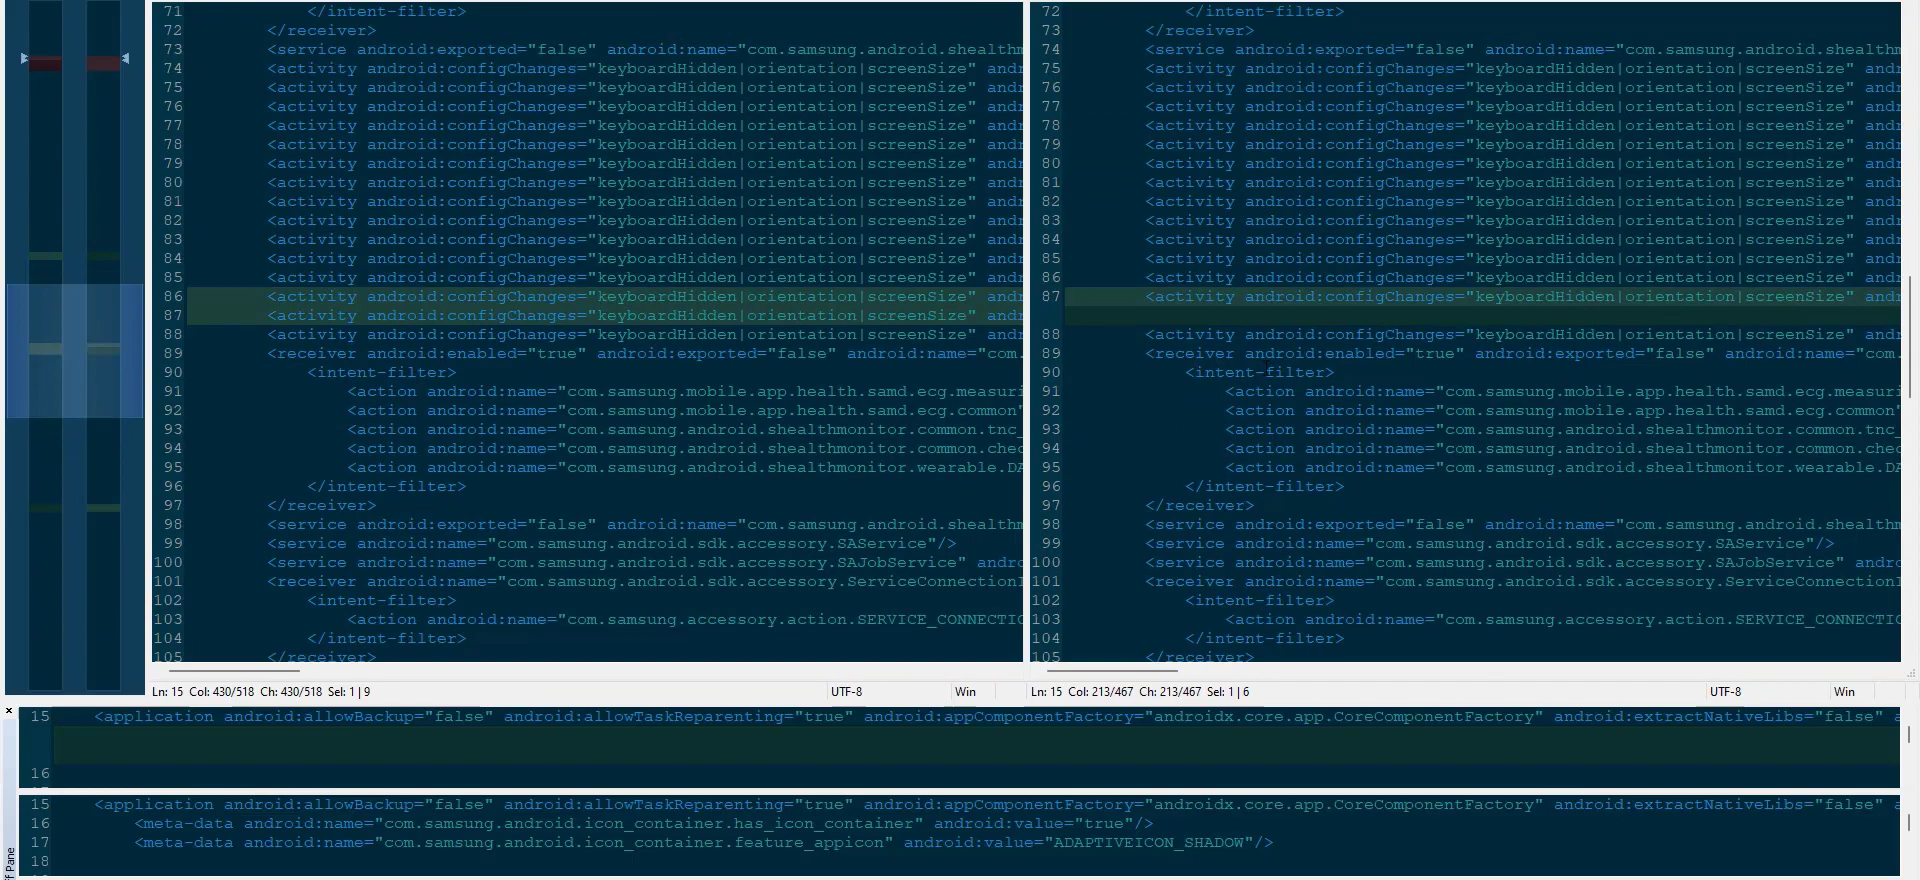 71 </intent-filter>
72 </receiver>
73 <service android:exported="false" android:name="com.samsung.android.shealthm
74 <activity android:configChanges="keyboardHidden|orientation|screenSize" andr
75 <activity android:configChanges="keyboardHidden|orientation|screenSize" andr
76 <activity android:configChanges="keyboardHidden|orientation|screenSize" andr
77 <activity android:configChanges="keyboardHidden|orientation|screenSize" andr
78 <activity android:configChanges="keyboardHidden|orientation|screenSize" andr
79 <activity android:configChanges="keyboardHidden|orientation|screenSize" andr
80 <activity android:configChanges="keyboardHidden|orientation|screenSize" andr
81 <activity android:configChanges="keyboardHidden|orientation|screenSize" andr
82 <activity android:configChanges="keyboardHidden|orientation|screenSize" andr
83 <activity android:configChanges="keyboardHidden|orientation|screenSize" andr
84 <activity android:configChanges="keyboardHidden|orientation|screenSize" andr
85 <activity android:configChanges="keyboardHidden|orientation|screenSize" andr
86 <activity android:configChanges="keyboardHidden|orientation|screenSize" andr
87 <activity android:configChanges="keyboardHidden|orientation|screenSize" andr
88 <activity android:configChanges="keyboardHidden|orientation|screenSize" andr
89 <receiver android:enabled="true" android:exported="false" android:name="com.
90 <intent-filter>
91 <action android:name="com.samsung.mobile.app.health.samd.ecg.measuri
92 <action android:name="com.samsung.mobile.app.health.samd.ecg.common"
93 <action android:name="com.samsung.android.shealthmonitor.common.tnc_
94 <action android:name="com.samsung.android.shealthmonitor.common.chec
95 <action android:name="com.samsung.android.shealthmonitor.wearable.DA
96 </intent-filter>
97 </receiver>
98 <service android:exported="false" android:name="com.samsung.android.shealthm
99 <service android:name="com.samsung.android.sdk.accessory.SAService"/>
100 <service android:name="com.samsung.android.sdk.accessory.SAJobService" andro
101 <receiver android:name="com.samsung.android.sdk.accessory.ServiceConnectionI
102 <intent-filter>
103 <action android:name="com.samsung.accessory.action.SERVICE_CONNECTIO
104 </intent-filter>
105 </receiver>
Ln: 15 Col: 430/518 Ch: 430/518 Sel: 1 | 9 UTF-8 Win
72 </intent-filter>
73 </receiver>
74 <service android:exported="false" android:name="com.samsung.android.shealthm
75 <activity android:configChanges="keyboardHidden|orientation|screenSize" andr
76 <activity android:configChanges="keyboardHidden|orientation|screenSize" andr
77 <activity android:configChanges="keyboardHidden|orientation|screenSize" andr
78 <activity android:configChanges="keyboardHidden|orientation|screenSize" andr
79 <activity android:configChanges="keyboardHidden|orientation|screenSize" andr
80 <activity android:configChanges="keyboardHidden|orientation|screenSize" andr
81 <activity android:configChanges="keyboardHidden|orientation|screenSize" andr
82 <activity android:configChanges="keyboardHidden|orientation|screenSize" andr
83 <activity android:configChanges="keyboardHidden|orientation|screenSize" andr
84 <activity android:configChanges="keyboardHidden|orientation|screenSize" andr
85 <activity android:configChanges="keyboardHidden|orientation|screenSize" andr
86 <activity android:configChanges="keyboardHidden|orientation|screenSize" andr
87 <activity android:configChanges="keyboardHidden|orientation|screenSize" andr
88 <activity android:configChanges="keyboardHidden|orientation|screenSize" andr
89 <receiver android:enabled="true" android:exported="false" android:name="com.
90 <intent-filter>
91 <action android:name="com.samsung.mobile.app.health.samd.ecg.measuri
92 <action android:name="com.samsung.mobile.app.health.samd.ecg.common"
93 <action android:name="com.samsung.android.shealthmonitor.common.tnc_
94 <action android:name="com.samsung.android.shealthmonitor.common.chec
95 <action android:name="com.samsung.android.shealthmonitor.wearable.DA
96 </intent-filter>
97 </receiver>
98 <service android:exported="false" android:name="com.samsung.android.shealthm
99 <service android:name="com.samsung.android.sdk.accessory.SAService"/>
100 <service android:name="com.samsung.android.sdk.accessory.SAJobService" andro
101 <receiver android:name="com.samsung.android.sdk.accessory.ServiceConnectionI
102 <intent-filter>
103 <action android:name="com.samsung.accessory.action.SERVICE_CONNECTIO
104 </intent-filter>
105 </receiver>
Ln: 15 Col: 213/467 Ch: 213/467 Sel: 1 | 6 UTF-8 Win
15 <application android:allowBackup="false" android:allowTaskReparenting="true" android:appComponentFactory="androidx.core.app.CoreComponentFactory" android:extractNativeLibs="false" a
16
15 <application android:allowBackup="false" android:allowTaskReparenting="true" android:appComponentFactory="androidx.core.app.CoreComponentFactory" android:extractNativeLibs="false" a
16 <meta-data android:name="com.samsung.android.icon_container.has_icon_container" android:value="true"/>
17 <meta-data android:name="com.samsung.android.icon_container.feature_appicon" android:value="ADAPTIVEICON_SHADOW"/>
18
ff Pane